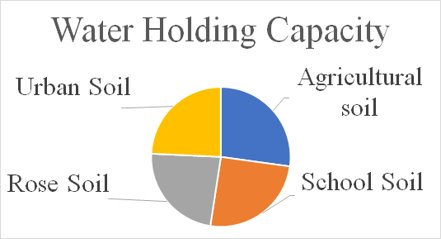 Water Holding Capacity
Urban Soil
Agricultural
soil
Rose Soil
School Soil